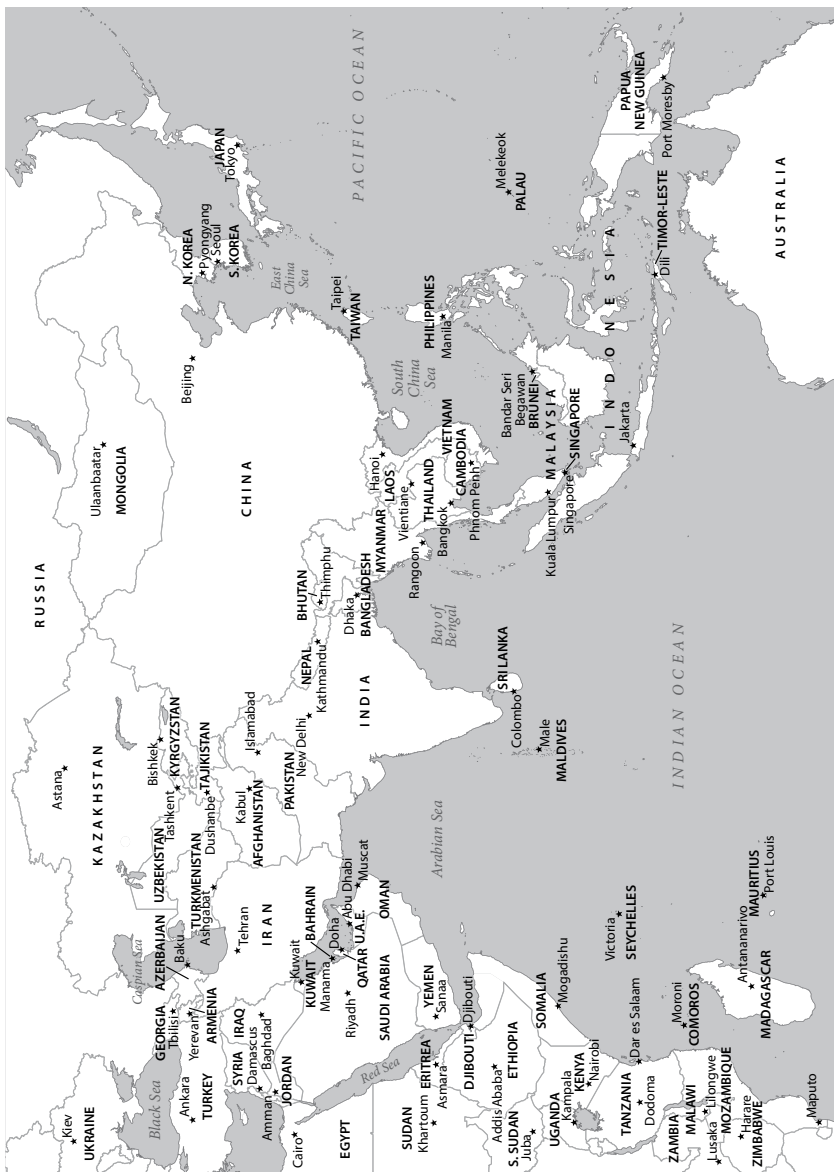 RUSSIA
Kiev
UKRAINE
Black Sea
Ankara
TURKEY
GEORGIA
Tbilisi
Yerevan
ARMENIA
AZERBAIJAN
Baku
Caspian Sea
KAZAKHSTAN
Astana
UZBEKISTAN
Tashkent
Bishkek
KYRGYZSTAN
TAJIKISTAN
Dushanbe
TURKMENISTAN
Ashgabat
MONGOLIA
Ulaanbaatar
CHINA
Beijing
N. KOREA
Pyongyang
Seoul
S. KOREA
JAPAN
Tokyo
East
China
Sea
PACIFIC OCEAN
Taipei
TAIWAN
SYRIA
Damascus
IRAQ
Baghdad
Amman
JORDAN
Cairo
EGYPT
Tehran
IRAN
Kabul
AFGHANISTAN
Islamabad
PAKISTAN
New Delhi
INDIA
NEPAL
Kathmandu
BHUTAN
Thimphu
Dhaka
BANGLADESH
MYANMAR
Rangoon
LAOS
Hanoi
Vientiane
THAILAND
Bangkok
VIETNAM
CAMBODIA
Phnom Penh
South
China
Sea
PHILIPPINES
Manila
Melekeok
PALAU
Kuwait
KUWAIT
BAHRAIN
Manama
Doha
QATAR
Abu Dhabi
U.A.E.
Muscat
OMAN
Riyadh
SAUDI ARABIA
Red Sea
YEMEN
Sanaa
Arabian Sea
Bay of
Bengal
SRI LANKA
Colombo
Male
MALDIVES
SUDAN
Khartoum
ERITREA
Asmara
DJIBOUTI
Djibouti
ETHIOPIA
Addis Ababa
S. SUDAN
Juba
SOMALIA
Mogadishu
UGANDA
Kampala
KENYA
Nairobi
TANZANIA
Dodoma
Dar es Salaam
Victoria
SEYCHELLES
INDIAN OCEAN
Bandar Seri
Begawan
BRUNEI
MALAYSIA
Kuala Lumpur
Singapore
SINGAPORE
INDONESIA
Jakarta
Dili
TIMOR-LESTE
PAPUA
NEW GUINEA
Port Moresby
AUSTRALIA
Moroni
COMOROS
ZAMBIA
Lusaka
MALAWI
Lilongwe
MOZAMBIQUE
Harare
ZIMBABWE
Maputo
Antananarivo
MADAGASCAR
MAURITIUS
Port Louis